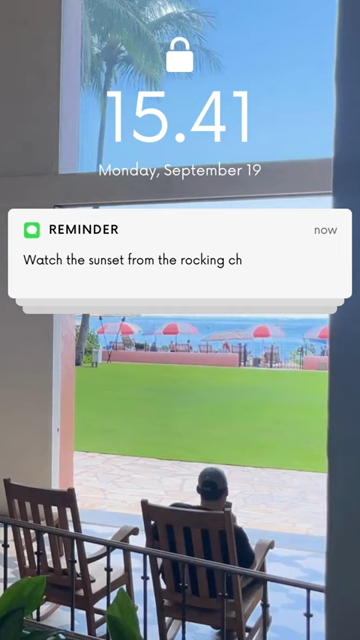 15.41
Monday, September 19
REMINDER
now
Watch the sunset from the rocking ch